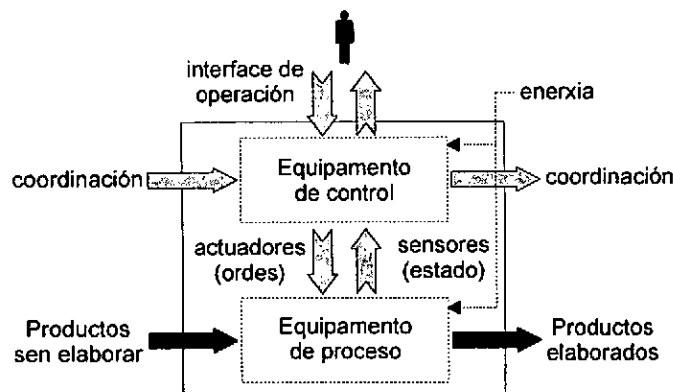 interface de
operación
enerxia
coordinación
Equipamento
de control
coordinación
actuadores
(ordes)
sensores
(estado)
Productos
sen elaborar
Equipamento
de proceso
Productos
elaborados